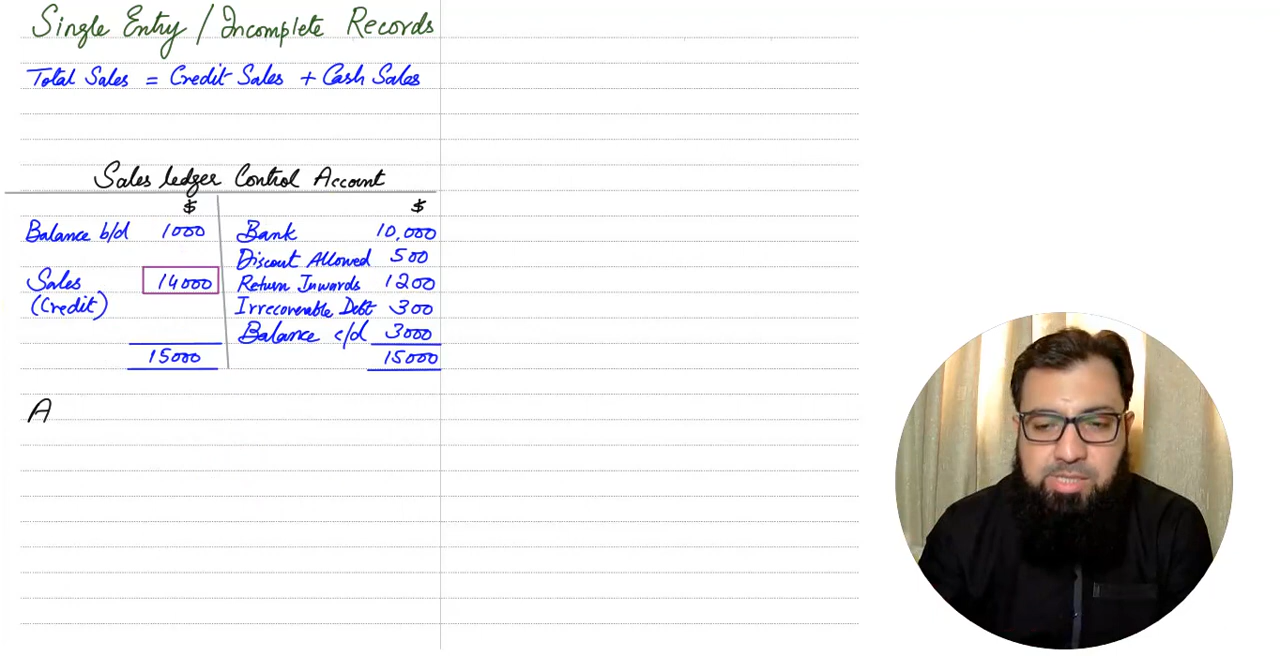 Single Entry / Incomplete Records
Total Sales = Credit Sales + Cash Sales
Sales ledger Control Account
$ $
Balance b/d 1000 Bank 10,000
Discout Allowed 500
Sales 14000 Return Inwards 1200
(Credit) Irrecoverable Debt 300
Balance c/d 3000
15000 15000
A